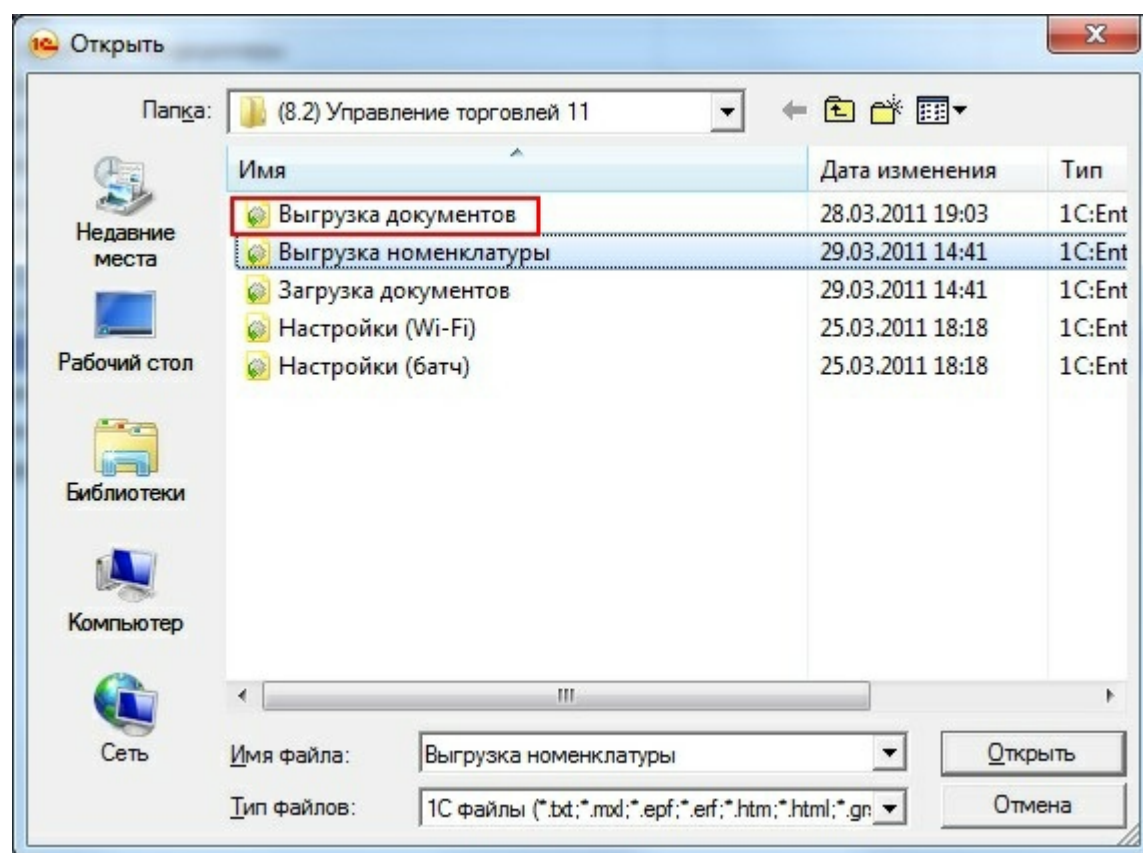 Открыть
Папка: (8.2) Управление торговлей 11
Имя Дата изменения Тип
Выгрузка документов 28.03.2011 19:03 1C:Ent
Выгрузка номенклатуры 29.03.2011 14:41 1C:Ent
Загрузка документов 29.03.2011 14:41 1C:Ent
Настройки (Wi-Fi) 25.03.2011 18:18 1C:Ent
Настройки (батч) 25.03.2011 18:18 1C:Ent
Недавние
места
Рабочий стол
Библиотеки
Компьютер
Сеть
Имя файла: Выгрузка номенклатуры Открыть
Тип файлов: 1С файлы (*.txt;*.mxl;*.epf;*.erf;*.htm;*.html;*.gr Отмена